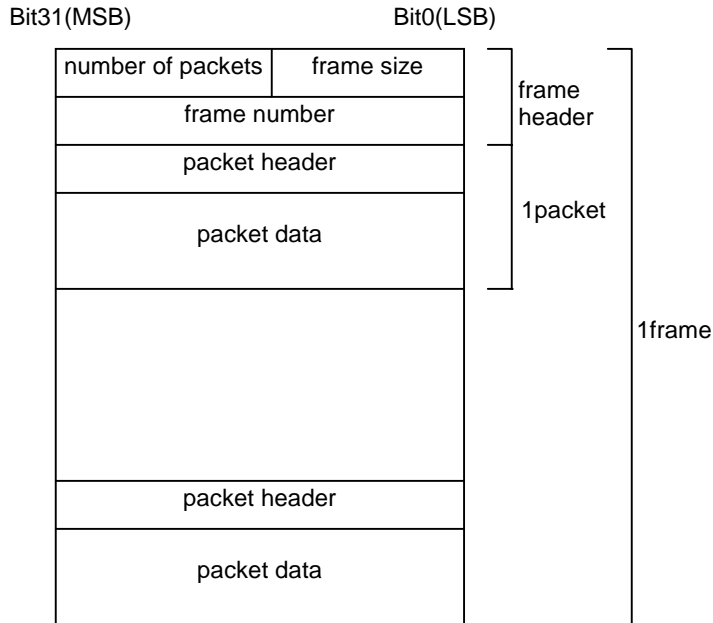 Bit31(MSB) Bit0(LSB)
number of packets frame size
frame number
frame
header
packet header
packet data
1packet
1frame
packet header
packet data